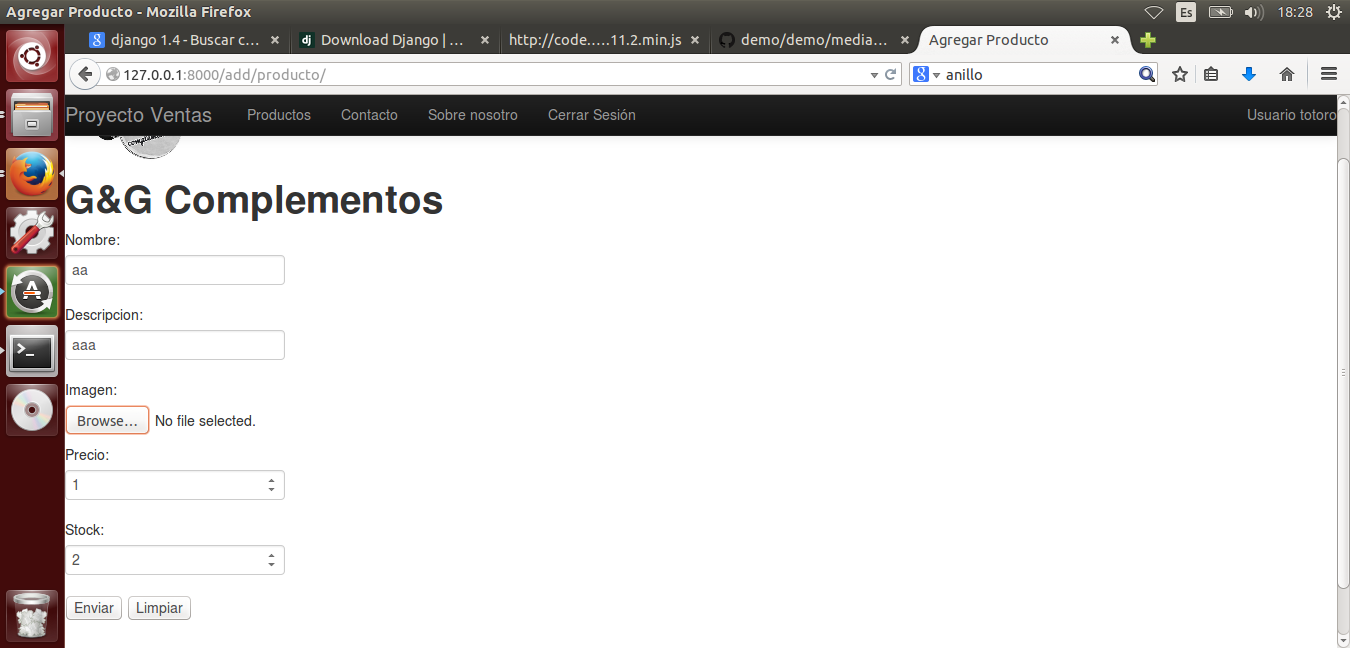 Agregar Producto - Mozilla Firefox
Es
18:28
django 1.4 - Buscar c...
dj
Download Django | ...
http://code.....11.2.min.js
demo/demo/media...
Agregar Producto
127.0.0.1:8000/add/producto/
8
anillo
Proyecto Ventas
Productos
Contacto
Sobre nosotro
Cerrar Sesión
Usuario totoro
G&G Complementos
Nombre:
aa
Descripcion:
aaa
Imagen:
Browse...
No file selected.
Precio:
1
Stock:
2
Enviar
Limpiar